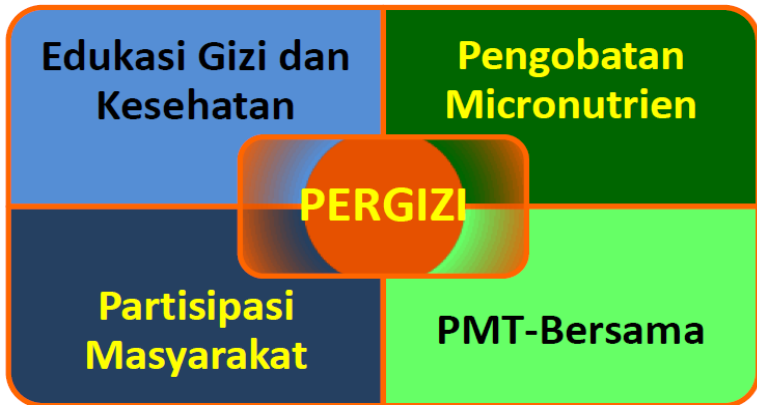 Edukasi Gizi dan
Kesehatan
Pengobatan
Micronutrien
PERGIZI
Partisipasi
Masyarakat
PMT-Bersama